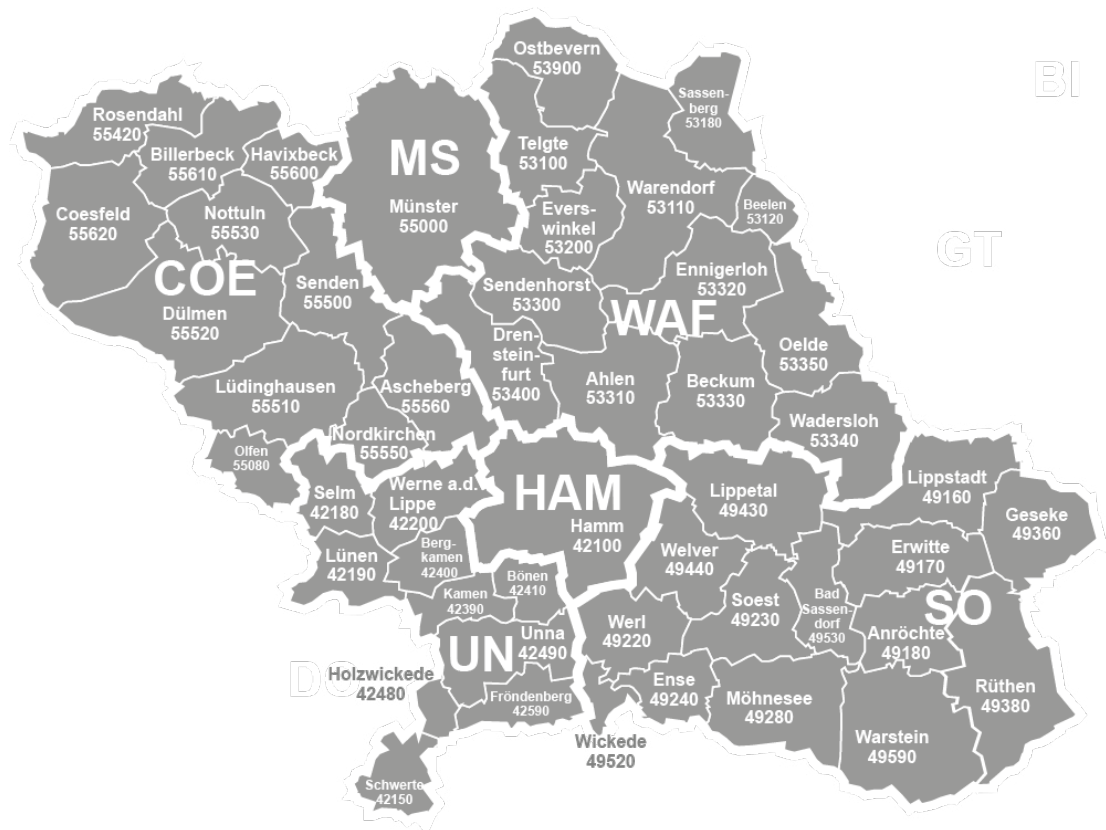 Ostbevern
53900
BI
Sassen-
berg
53180
Rosendahl
55420
Billerbeck
55610
Havixbeck
55600
MS
Münster
55000
Telgte
53100
Warendorf
53110
Beelen
53120
Coesfeld
55620
Nottuln
55530
Evers-
winkel
53200
GT
COE
Dülmen
55520
Senden
55500
Sendenhorst
53300
Ennigerloh
53320
WAF
Dren-
stein-
furt
53400
Oelde
53350
Lüdinghausen
55510
Ascheberg
55560
Ahlen
53310
Beckum
53330
Wadersloh
53340
Nordkirchen
55550
Olfen
55080
Selm
42180
Werne a.d.
Lippe
42200
HAM
Hamm
42100
Lippetal
49430
Lippstadt
49160
Geseke
49360
Lünen
42190
Berg-
kamen
42400
Welver
49440
Erwitte
49170
Kamen
42390
Bönen
42410
Soest
49230
Bad
Sassen-
dorf
49530
SO
Anröchte
49180
UN
Unna
42490
Werl
49220
DO
Holzwickede
42480
Fröndenberg
42590
Ense
49240
Möhnesee
49280
Rüthen
49380
Wickede
49520
Warstein
49590
Schwerte
42150